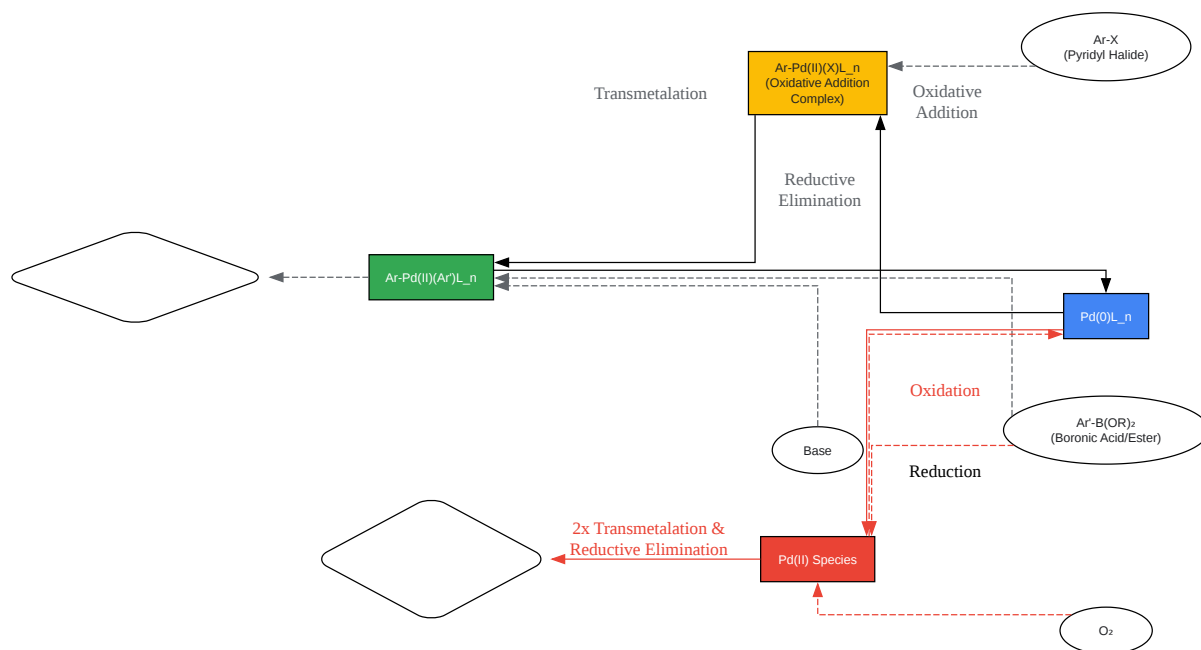 Ar-X
(Pyridyl Halide)
Ar-Pd(II)(X)L_n
(Oxidative Addition
Complex)
Transmetalation
Oxidative
Addition
Reductive
Elimination
Ar-Pd(II)(Ar')L_n
Pd(0)L_n
Oxidation
Ar'-B(OR)₂
(Boronic Acid/Ester)
Base
Reduction
2x Transmetalation &
Reductive Elimination
Pd(II) Species
O₂